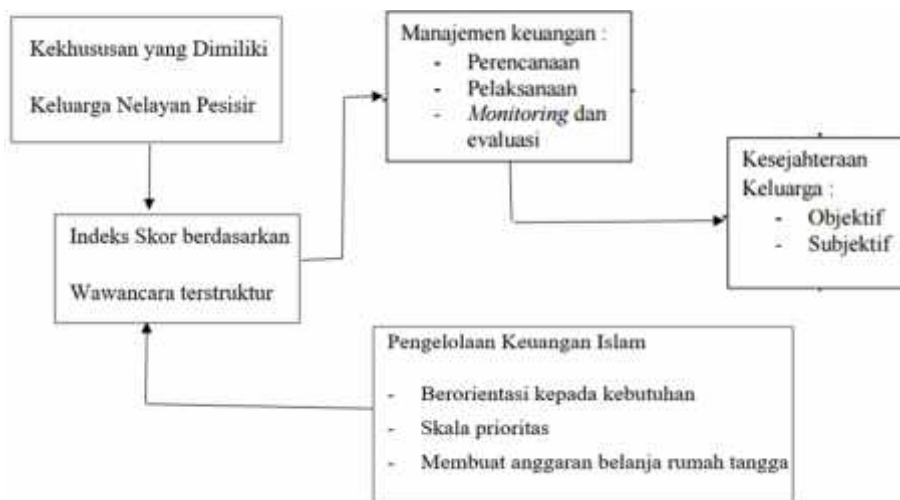 Kekhususan yang Dimiliki
Keluarga Nelayan Pesisir
Manajemen keuangan :
- Perencanaan
- Pelaksanaan
- Monitoring dan
evaluasi
Kesejahteraan
Keluarga :
- Objektif
- Subjektif
Indeks Skor berdasarkan
Wawancara terstruktur
Pengelolaan Keuangan Islam
- Berorientasi kepada kebutuhan
- Skala prioritas
- Membuat anggaran belanja rumah tangga